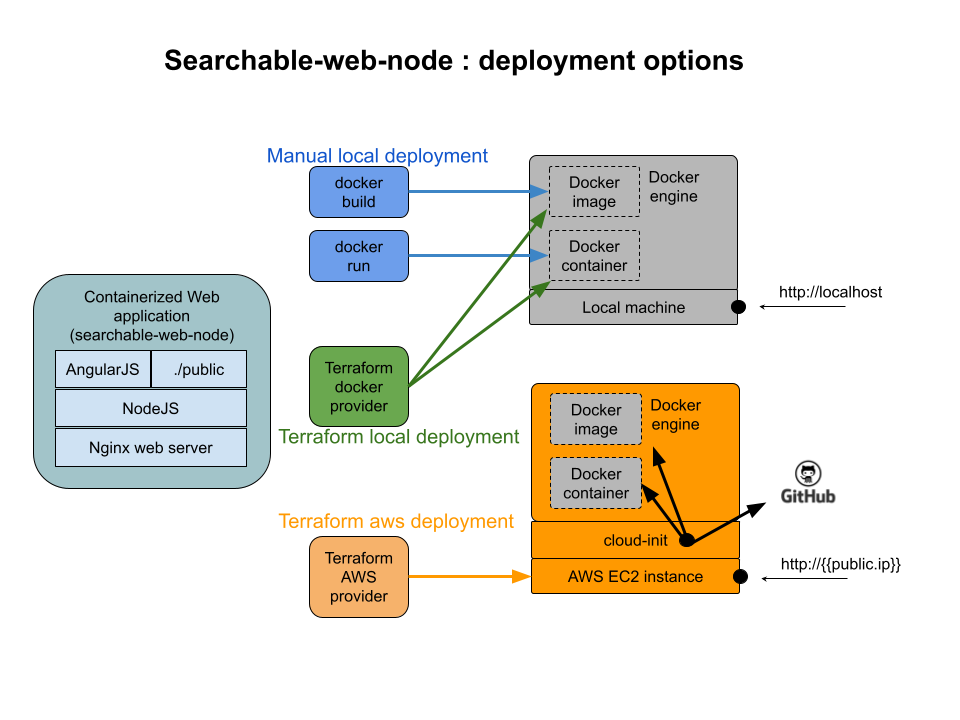 Searchable-web-node : deployment options
Manual local deployment
docker
build
docker
run
Docker
image
Docker
engine
Docker
container
Local machine
http://localhost
Containerized Web
application
(searchable-web-node)
AngularJS
./public
NodeJS
Nginx web server
Terraform
docker
provider
Terraform local deployment
Docker
image
Docker
engine
Docker
container
cloud-init
AWS EC2 instance
GitHub
http://{{public.ip}}
Terraform aws deployment
Terraform
AWS
provider